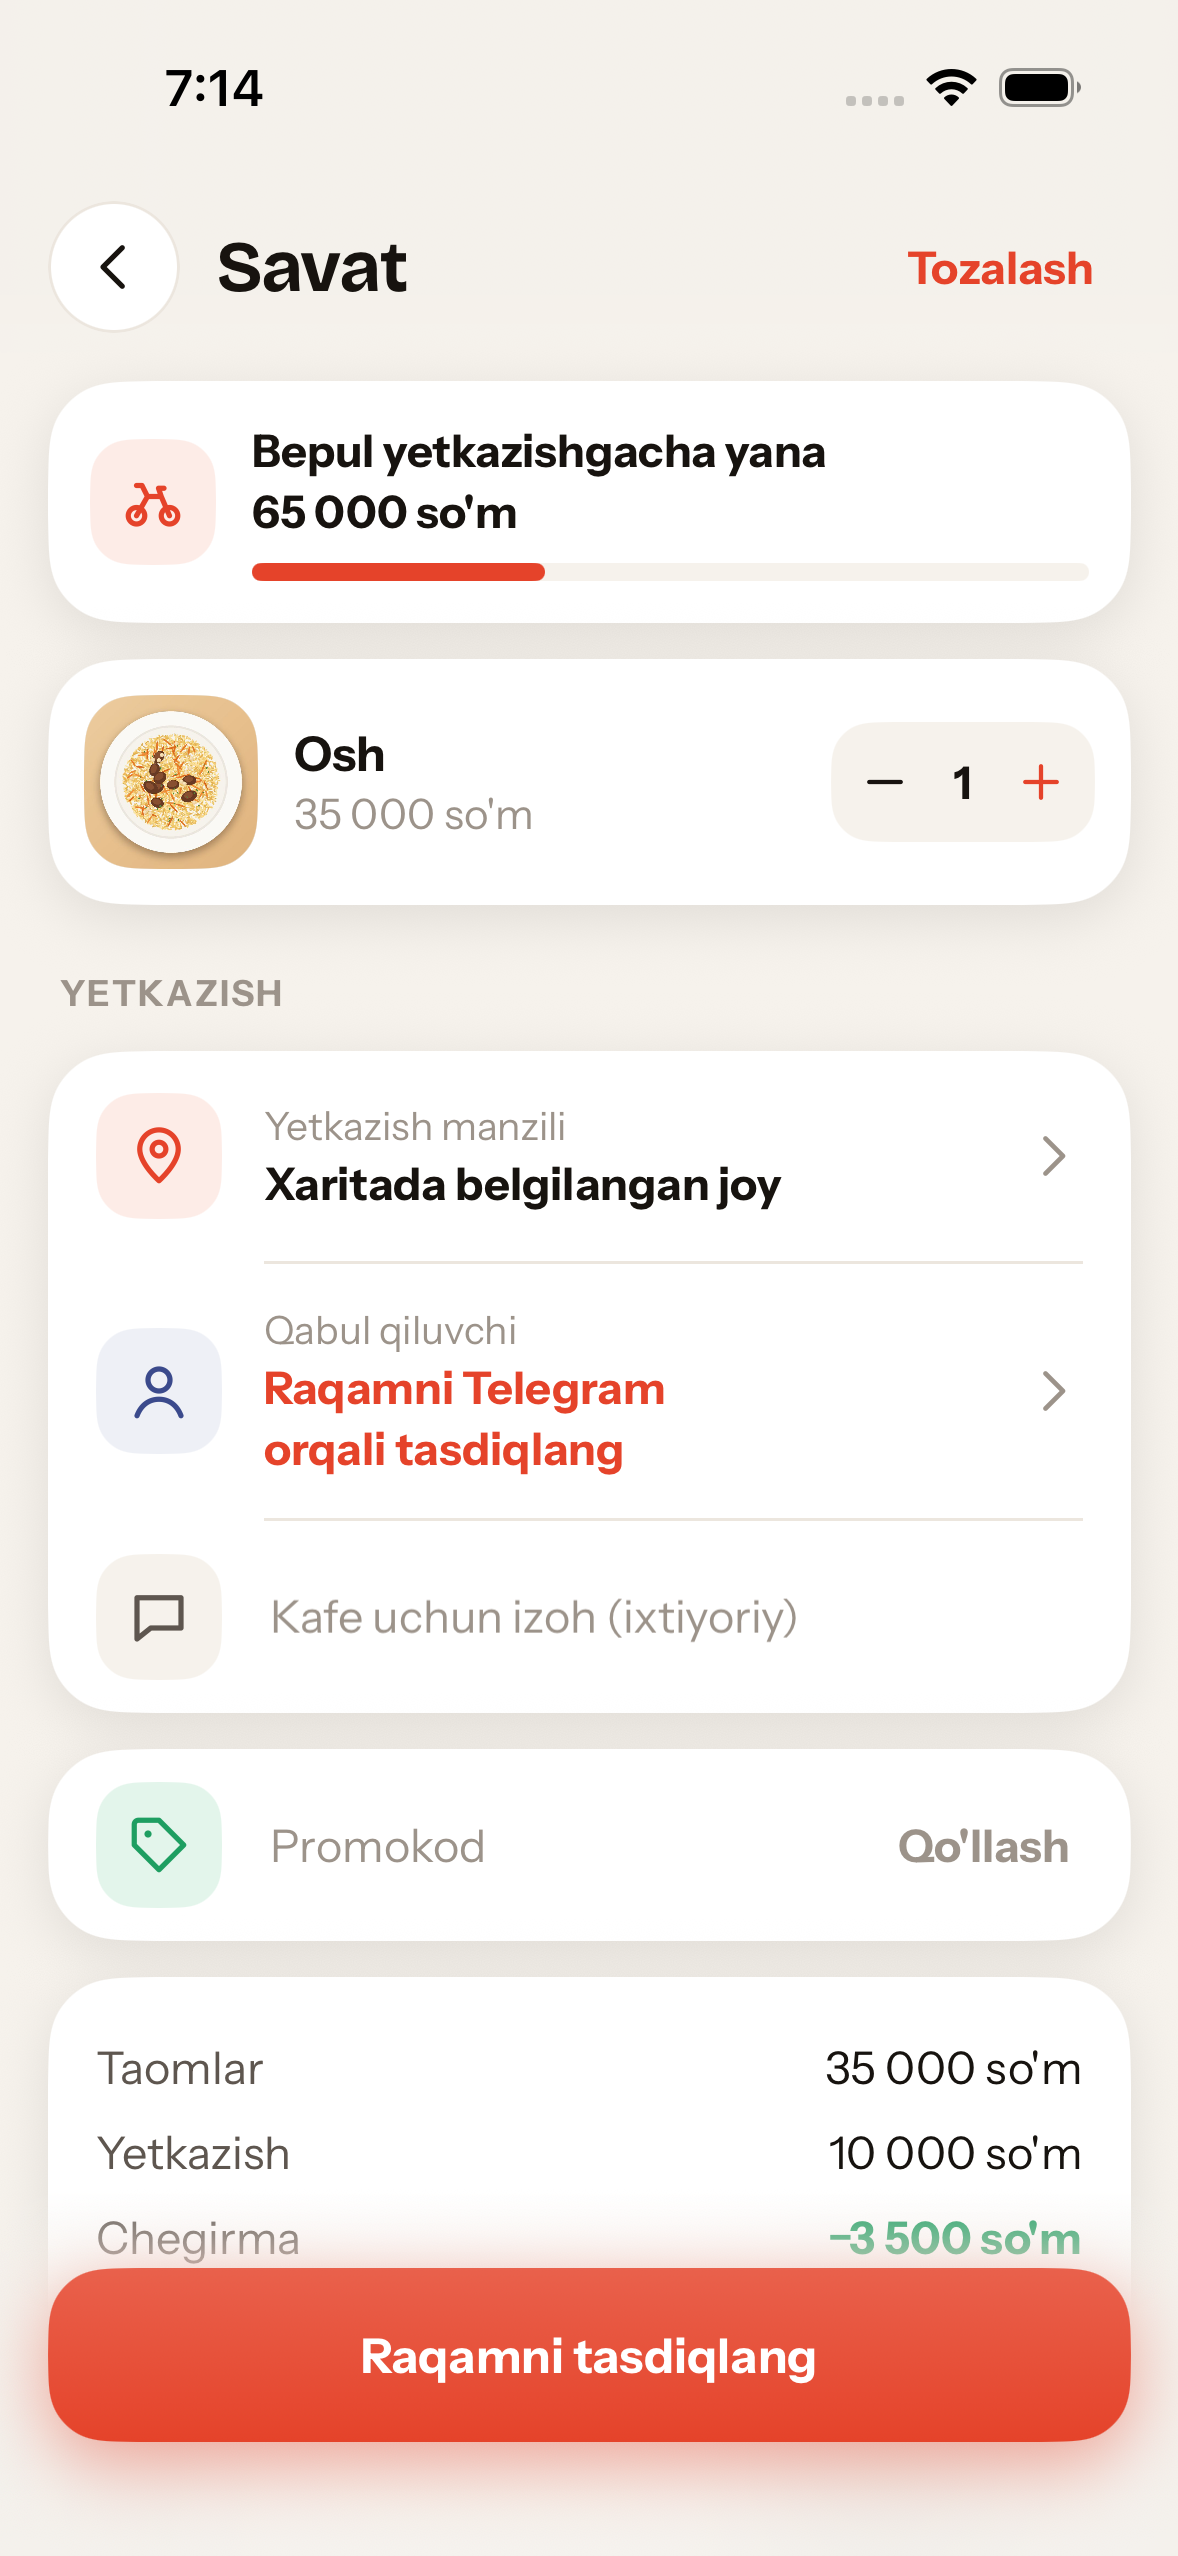 7:14
Savat
Tozalash
Bepul yetkazishgacha yana
65 000 so'm
Osh
35 000 so'm
1
YETKAZISH
Yetkazish manzili
Xaritada belgilangan joy
Qabul qiluvchi
Raqamni Telegram
orqali tasdiqlang
Kafe uchun izoh (ixtiyoriy)
Promokod
Qo'llash
Taomlar
35 000 so'm
Yetkazish
10 000 so'm
Chegirma
−3 500 so'm
Raqamni tasdiqlang